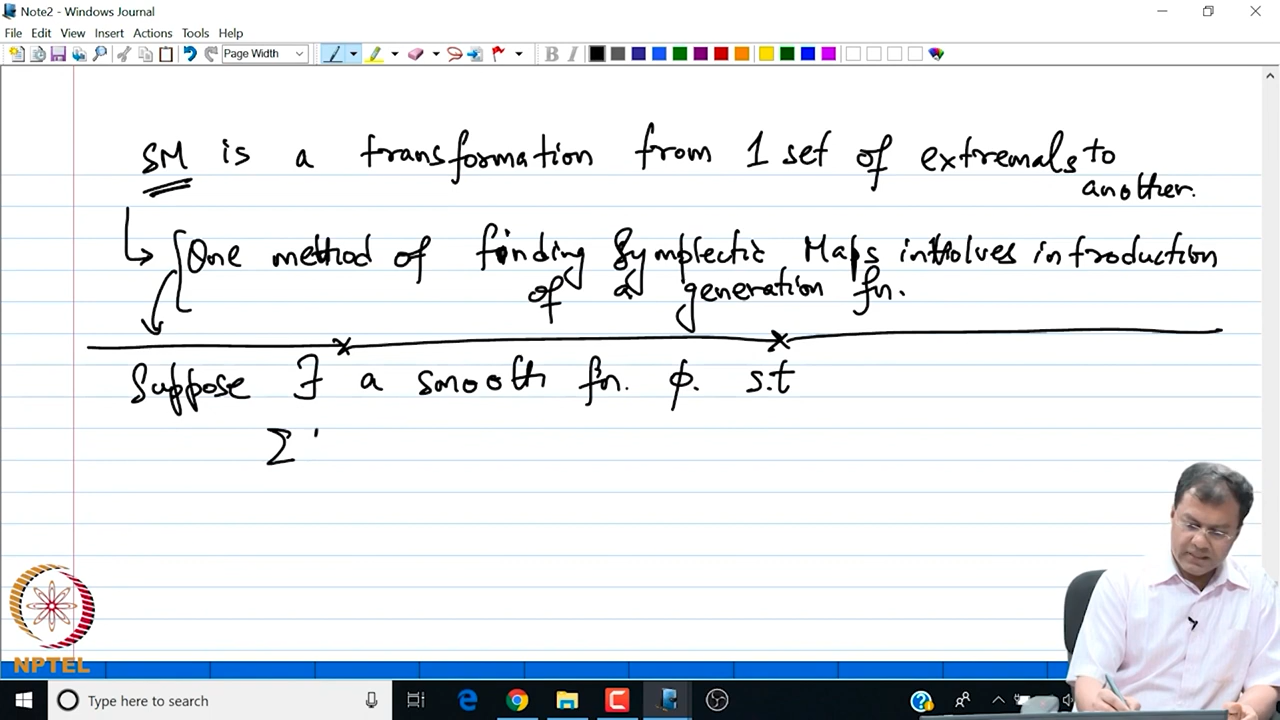 Note2 - Windows Journal
File Edit View Insert Actions Tools Help
Page Width
B I
SM is a transformation from 1 set of extremals to
another.
One method of finding Symplectic Maps involves introduction
of a generation fn.
Suppose ∃ a smooth fn. φ. s.t
Σ
NPTEL
Type here to search